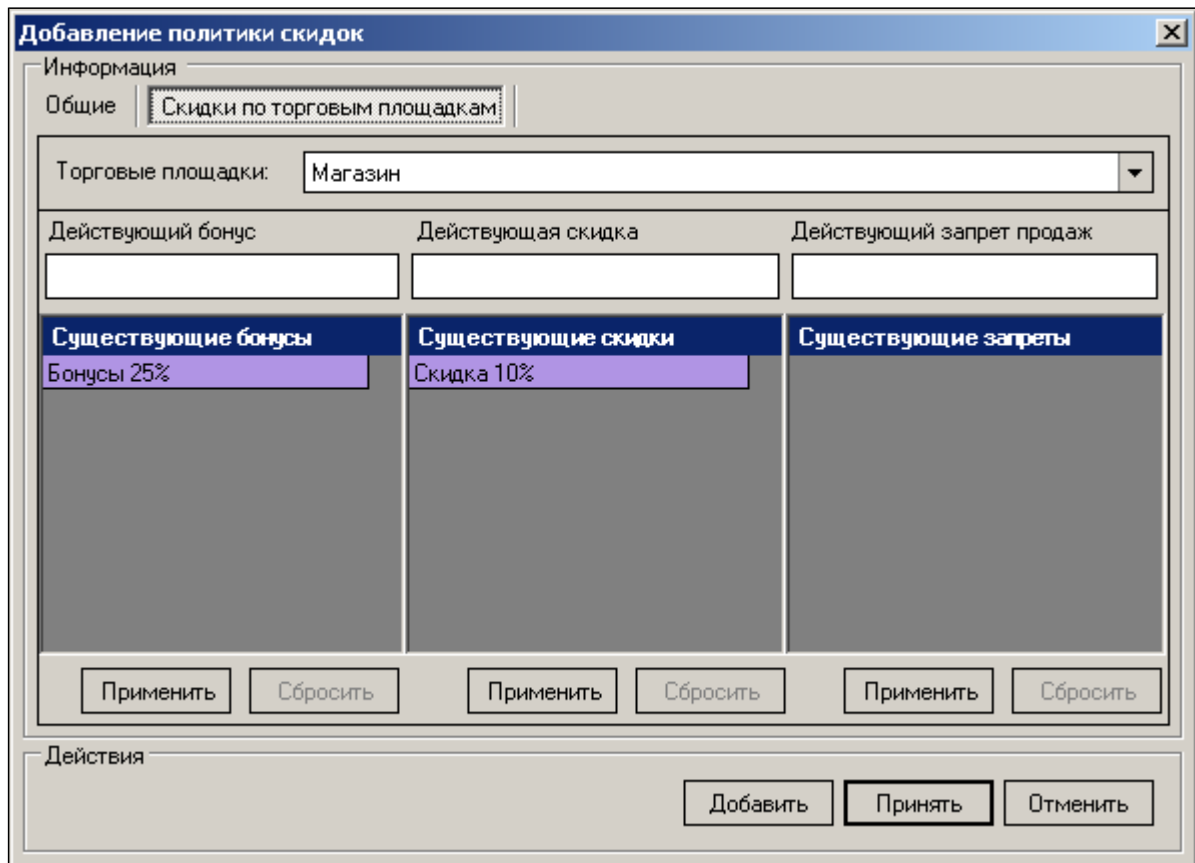 Добавление политики скидок
Информация
Общие Скидки по торговым площадкам
Торговые площадки: Магазин
Действующий бонус Действующая скидка Действующий запрет продаж
Существующие бонусы Существующие скидки Существующие запреты
Бонусы 25% Скидка 10%
Применить Сбросить Применить Сбросить Применить Сбросить
Действия
Добавить Принять Отменить